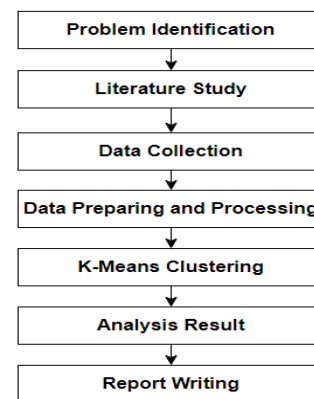 Problem Identification
Literature Study
Data Collection
Data Preparing and Processing
K-Means Clustering
Analysis Result
Report Writing